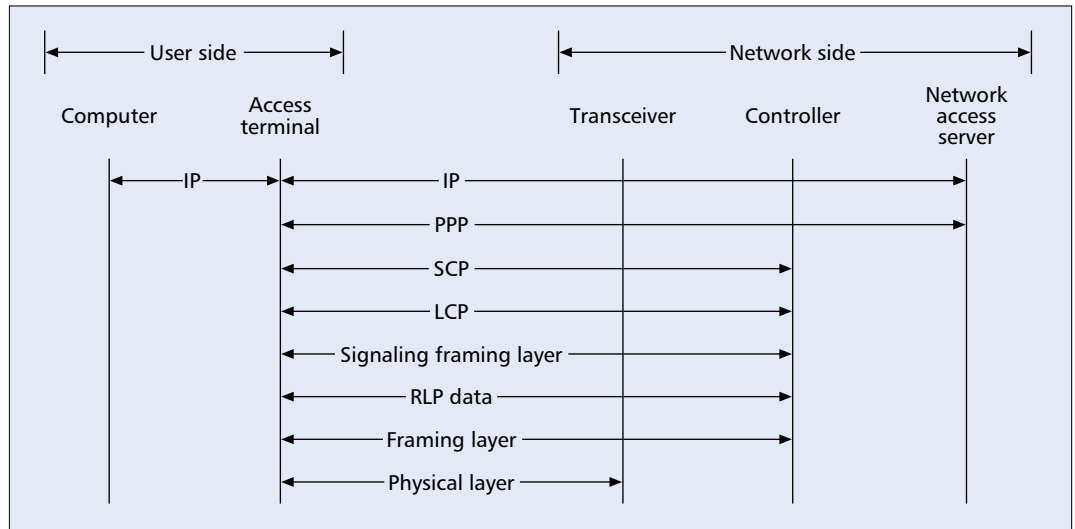 User side
Network side
Computer
Access
terminal
Transceiver
Controller
Network
access
server
IP
IP
PPP
SCP
LCP
Signaling framing layer
RLP data
Framing layer
Physical layer